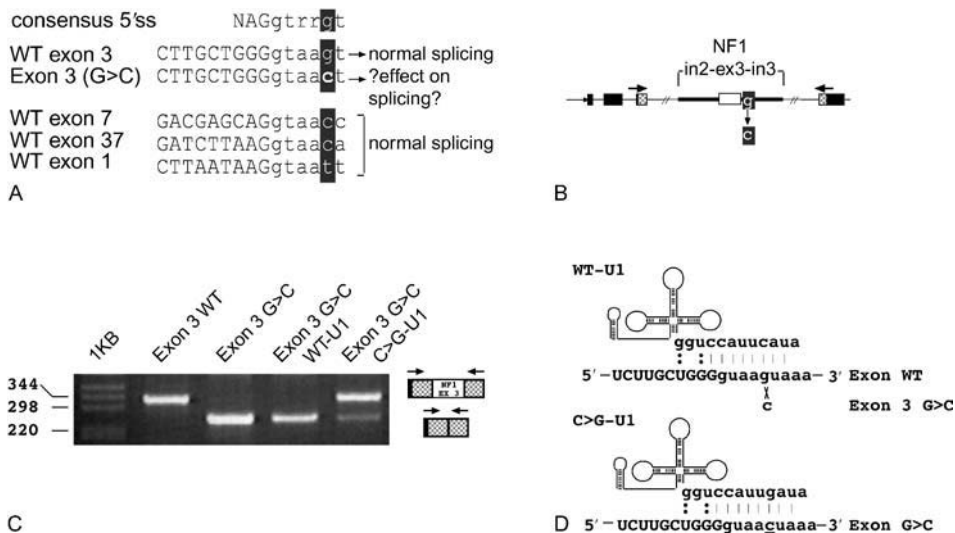 consensus 5'ss NAGgtrrgt
WT exon 3 CTTGCTGGGgtaagt normal splicing
Exon 3 (G>C) CTTGCTGGGgtaact ?effect on
splicing?
WT exon 7 GACGAGCAGgtaaccc
WT exon 37 GATCTTAAGgtaaca normal splicing
WT exon 1 CTTAATAAGgtaatt
A
NF1
in2-ex3-in3
g
c
B
1KB
Exon 3 WT
Exon 3 G>C
Exon 3 G>C
WT-U1
Exon 3 G>C
C>G-U1
344
298
220
NF1
EX 3
C
WT-U1
gguccauucaua
5'-UCUUGCUGGGguaaguaaa-3' Exon WT
c Exon 3 G>C
C>G-U1
gguccauugaua
5'-UCUUGCUGGGguaacuaaa-3' Exon G>C
D